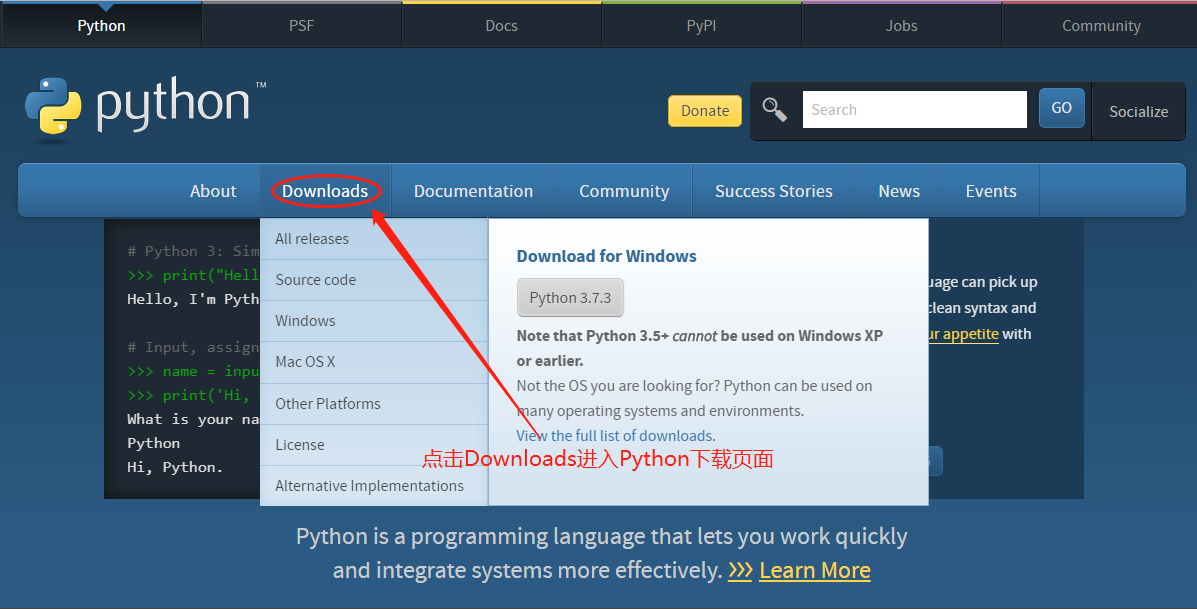 Python PSF Docs PyPI Jobs Community
python™
Donate Search GO Socialize
About Downloads Documentation Community Success Stories News Events
All releases
Source code
Windows
Mac OS X
Other Platforms
License
Alternative Implementations
Download for Windows
Python 3.7.3
Note that Python 3.5+ cannot be used on Windows XP
or earlier.
Not the OS you are looking for? Python can be used on
many operating systems and environments.
View the full list of downloads.
点击Downloads进入Python下载页面
# Python 3: Sim
>>> print("Hell
Hello, I'm Pyth
# Input, assign
>>> name = inpu
>>> print('Hi,
What is your na
Python
Hi, Python.
uage can pick up
clean syntax and
ur appetite with
Python is a programming language that lets you work quickly
and integrate systems more effectively. >>> Learn More